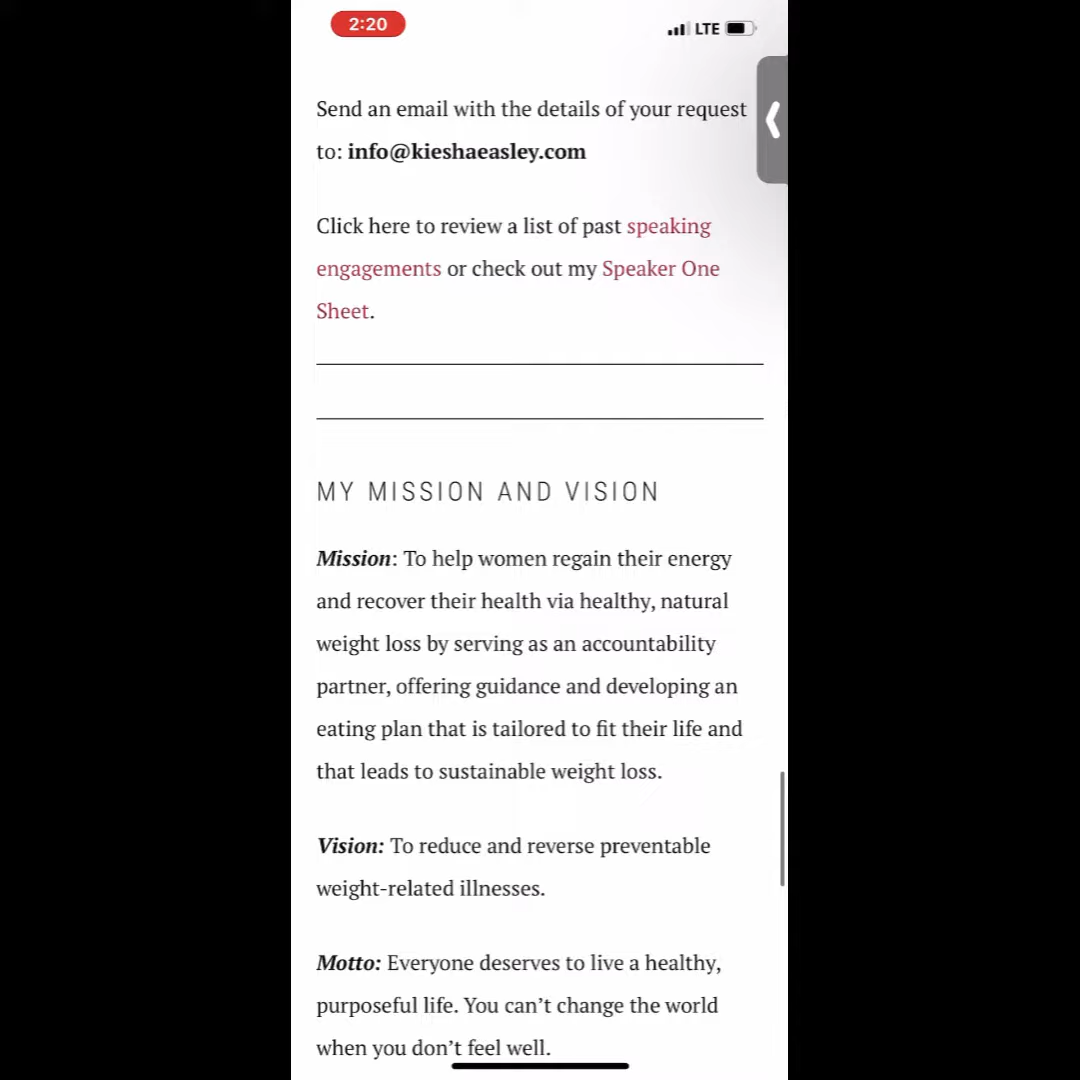 2:20
LTE
Send an email with the details of your request
to: info@kieshaeasley.com
Click here to review a list of past speaking
engagements or check out my Speaker One
Sheet.
MY MISSION AND VISION
Mission: To help women regain their energy
and recover their health via healthy, natural
weight loss by serving as an accountability
partner, offering guidance and developing an
eating plan that is tailored to fit their life and
that leads to sustainable weight loss.
Vision: To reduce and reverse preventable
weight-related illnesses.
Motto: Everyone deserves to live a healthy,
purposeful life. You can’t change the world
when you don’t feel well.